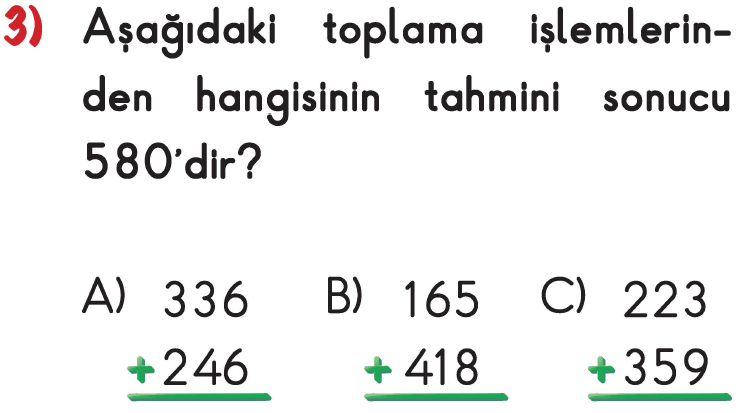 3) Aşağıdaki toplama işlemlerin-
den hangisinin tahmini sonucu
580'dir?
A) 336 B) 165 C) 223
+246 +418 +359